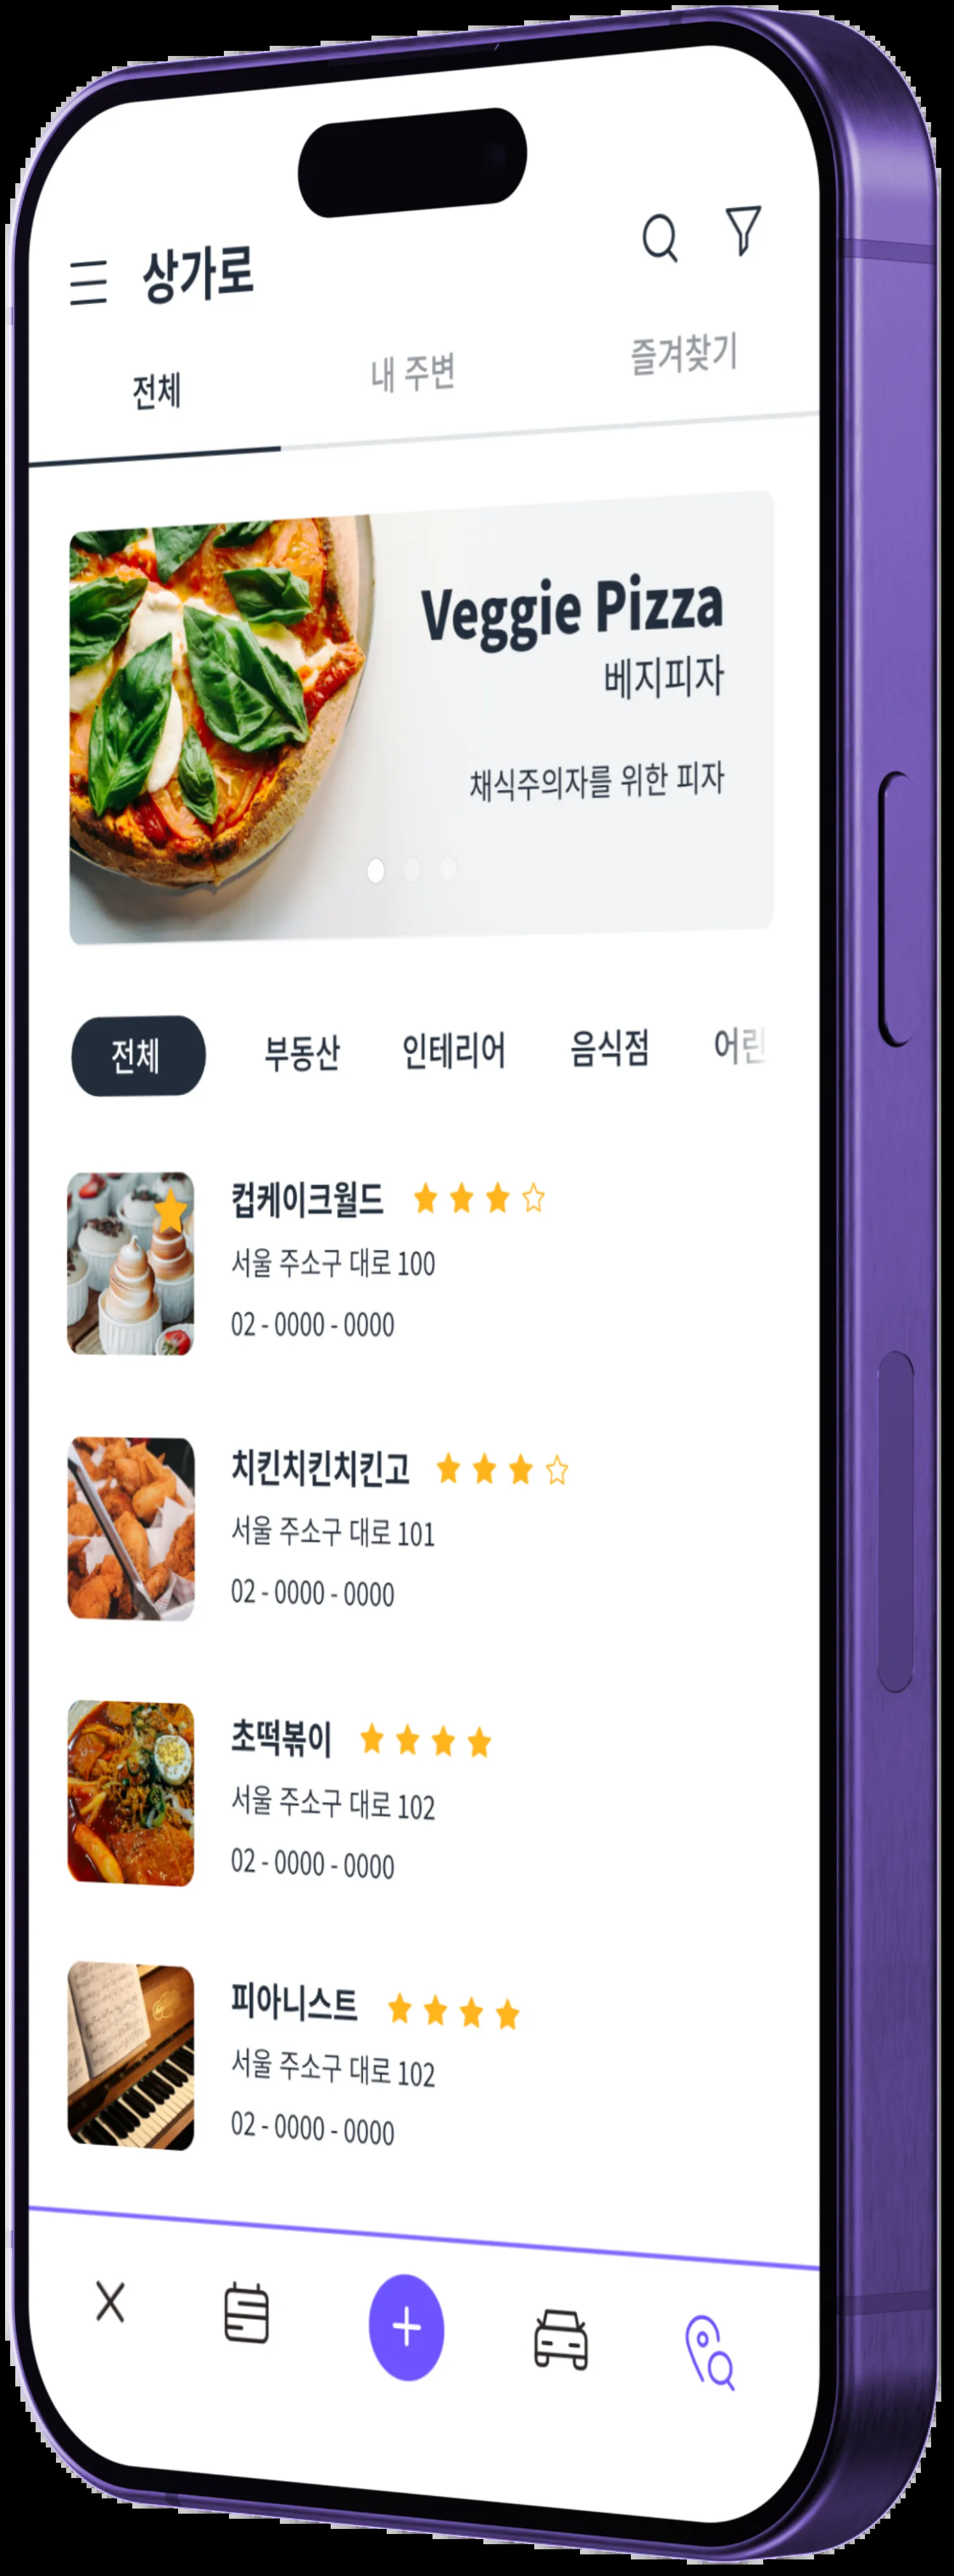 상가로
전체 내 주변 즐겨찾기
Veggie Pizza
베지피자
채식주의자를 위한 피자
전체 부동산 인테리어 음식점 어린
컵케이크월드
서울 주소구 대로 100
02 - 0000 - 0000
치킨치킨치킨고
서울 주소구 대로 101
02 - 0000 - 0000
초떡볶이
서울 주소구 대로 102
02 - 0000 - 0000
피아니스트
서울 주소구 대로 102
02 - 0000 - 0000